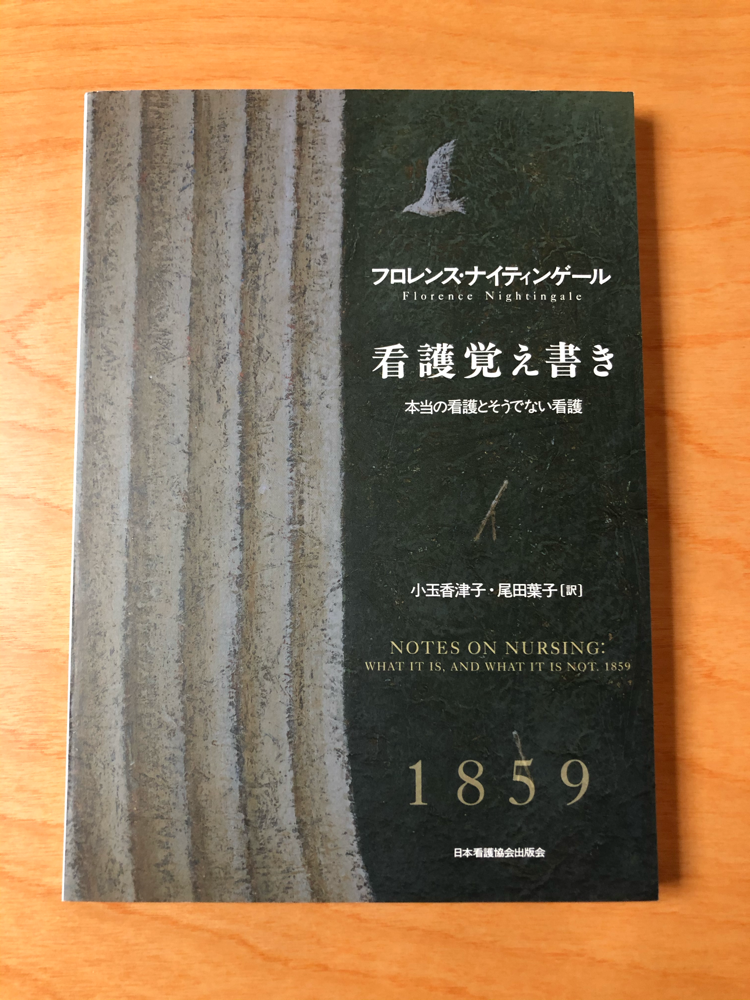 フロレンス・ナイティンゲール
Florence Nightingale
看護覚え書き
本当の看護とそうでない看護
小玉香津子・尾田葉子[訳]
NOTES ON NURSING:
WHAT IT IS, AND WHAT IT IS NOT. 1859
1859
日本看護協会出版会